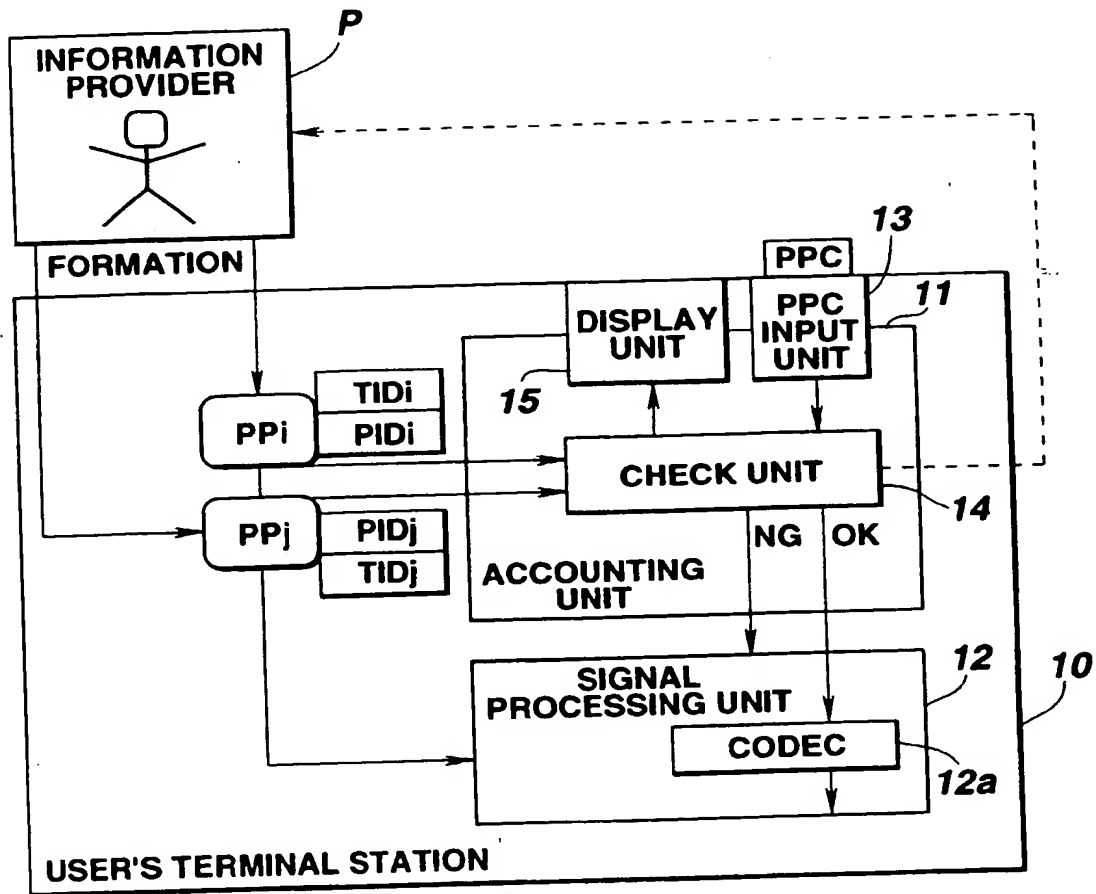 P
INFORMATION
PROVIDER
FORMATION
PPC
13
PPC
INPUT
UNIT
11
DISPLAY
UNIT
15
TIDi
PIDi
PPi
CHECK UNIT
14
PPj
PIDj
TIDj
NG
OK
ACCOUNTING
UNIT
SIGNAL
PROCESSING UNIT
12
10
CODEC
12a
USER'S TERMINAL STATION